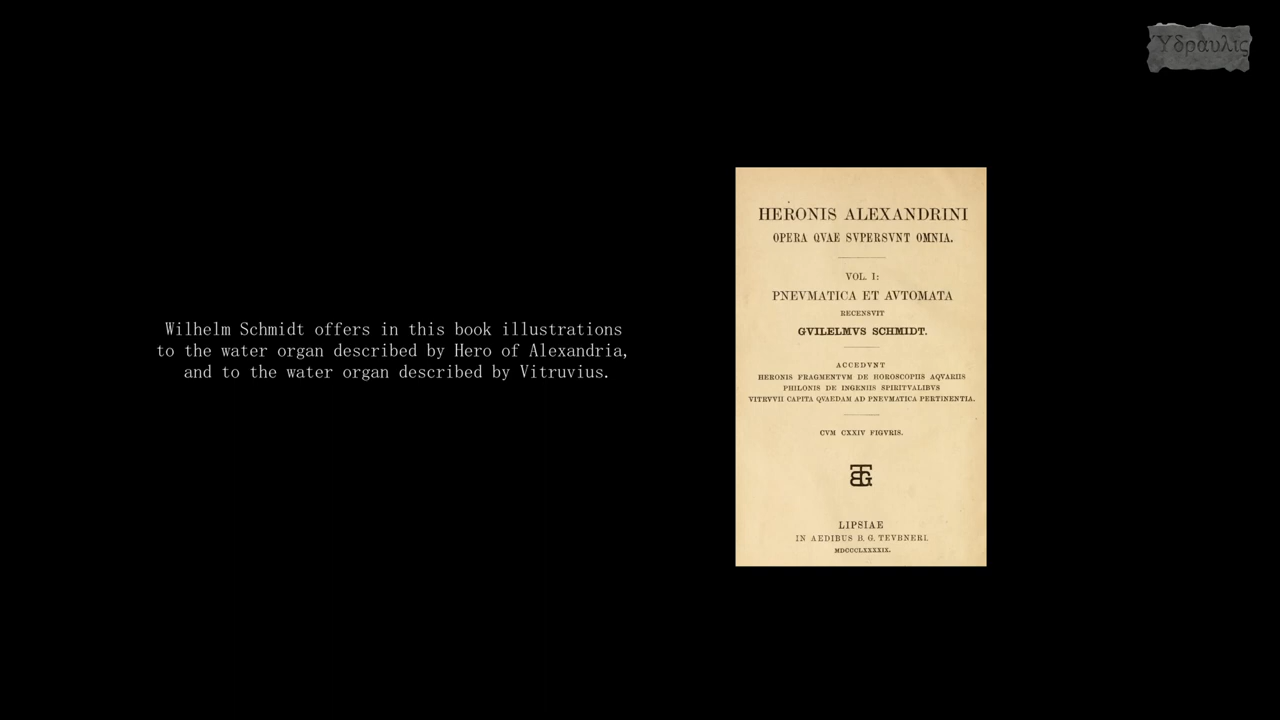 Ὕδραυλις
Wilhelm Schmidt offers in this book illustrations
to the water organ described by Hero of Alexandria,
and to the water organ described by Vitruvius.
HERONIS ALEXANDRINI
OPERA QVAE SVPERSVNT OMNIA.
VOL. I:
PNEVMATICA ET AVTOMATA
RECENSVIT
GVILELMVS SCHMIDT.
ACCEDVNT
HERONIS FRAGMENTVM DE HOROSCOPIIS AQVARIIS
PHILONIS DE INGENIIS SPIRITVALIBVS
VITRVVII CAPITA QVAEDAM AD PNEVMATICA PERTINENTIA.
CVM CXXIV FIGVRIS.
BTG
LIPSIAE
IN AEDIBUS B. G. TEVBNERI.
MDCCCLXXXXIX.